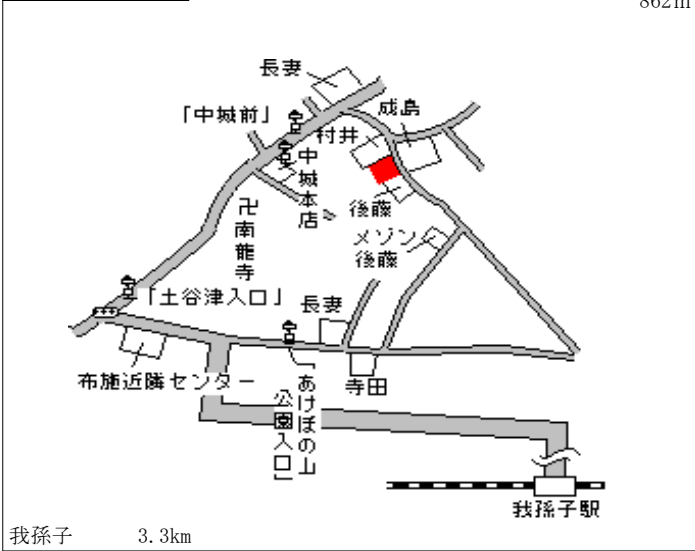 862m
長妻
「中城前」
成島
村井
中城本店
後藤
卍南龍寺
メゾン後藤
「土谷津入口」
長妻
布施近隣センター
寺田
「あけぼの山
公園入口」
我孫子駅
我孫子 3.3km